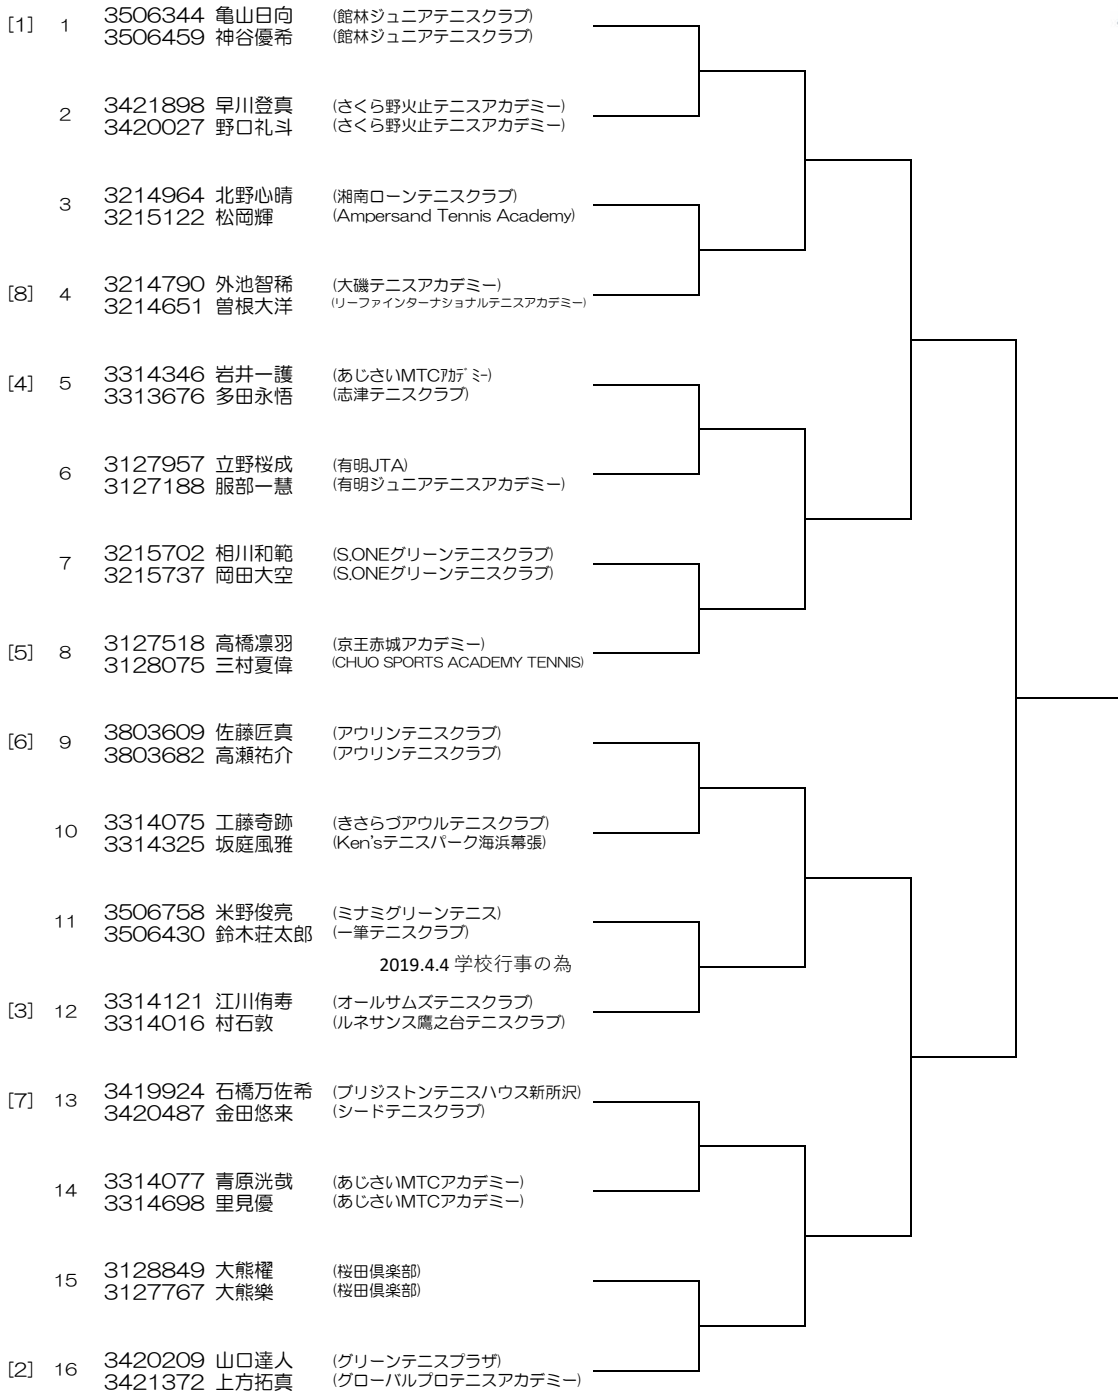 [1] 1 3506344 亀山日向 (館林ジュニアテニスクラブ)
3506459 神谷優希 (館林ジュニアテニスクラブ)
2 3421898 早川登真 (さくら野火止テニスアカデミー)
3420027 野口礼斗 (さくら野火止テニスアカデミー)
3 3214964 北野心晴 (湘南ローンテニスクラブ)
3215122 松岡輝 (Ampersand Tennis Academy)
[8] 4 3214790 外池智稀 (大磯テニスアカデミー)
3214651 曽根大洋 (リーファインターナショナルテニスアカデミー)
[4] 5 3314346 岩井一護 (あじさいMTCｱｶﾃﾞﾐｰ)
3313676 多田永悟 (志津テニスクラブ)
6 3127957 立野桜成 (有明JTA)
3127188 服部一慧 (有明ジュニアテニスアカデミー)
7 3215702 相川和範 (S.ONEグリーンテニスクラブ)
3215737 岡田大空 (S.ONEグリーンテニスクラブ)
[5] 8 3127518 高橋凛羽 (京王赤城アカデミー)
3128075 三村夏偉 (CHUO SPORTS ACADEMY TENNIS)
[6] 9 3803609 佐藤匠真 (アウリンテニスクラブ)
3803682 高瀬祐介 (アウリンテニスクラブ)
10 3314075 工藤奇跡 (きさらづアウルテニスクラブ)
3314325 坂庭風雅 (Ken'sテニスパーク海浜幕張)
11 3506758 米野俊亮 (ミナミグリーンテニス)
3506430 鈴木荘太郎 (一筆テニスクラブ)
2019.4.4 学校行事の為
[3] 12 3314121 江川侑寿 (オールサムズテニスクラブ)
3314016 村石敦 (ルネサンス鷹之台テニスクラブ)
[7] 13 3419924 石橋万佐希 (ブリジストンテニスハウス新所沢)
3420487 金田悠来 (シードテニスクラブ)
14 3314077 青原洸哉 (あじさいMTCアカデミー)
3314698 里見優 (あじさいMTCアカデミー)
15 3128849 大熊櫂 (桜田倶楽部)
3127767 大熊樂 (桜田倶楽部)
[2] 16 3420209 山口達人 (グリーンテニスプラザ)
3421372 上方拓真 (グローバルプロテニスアカデミー)